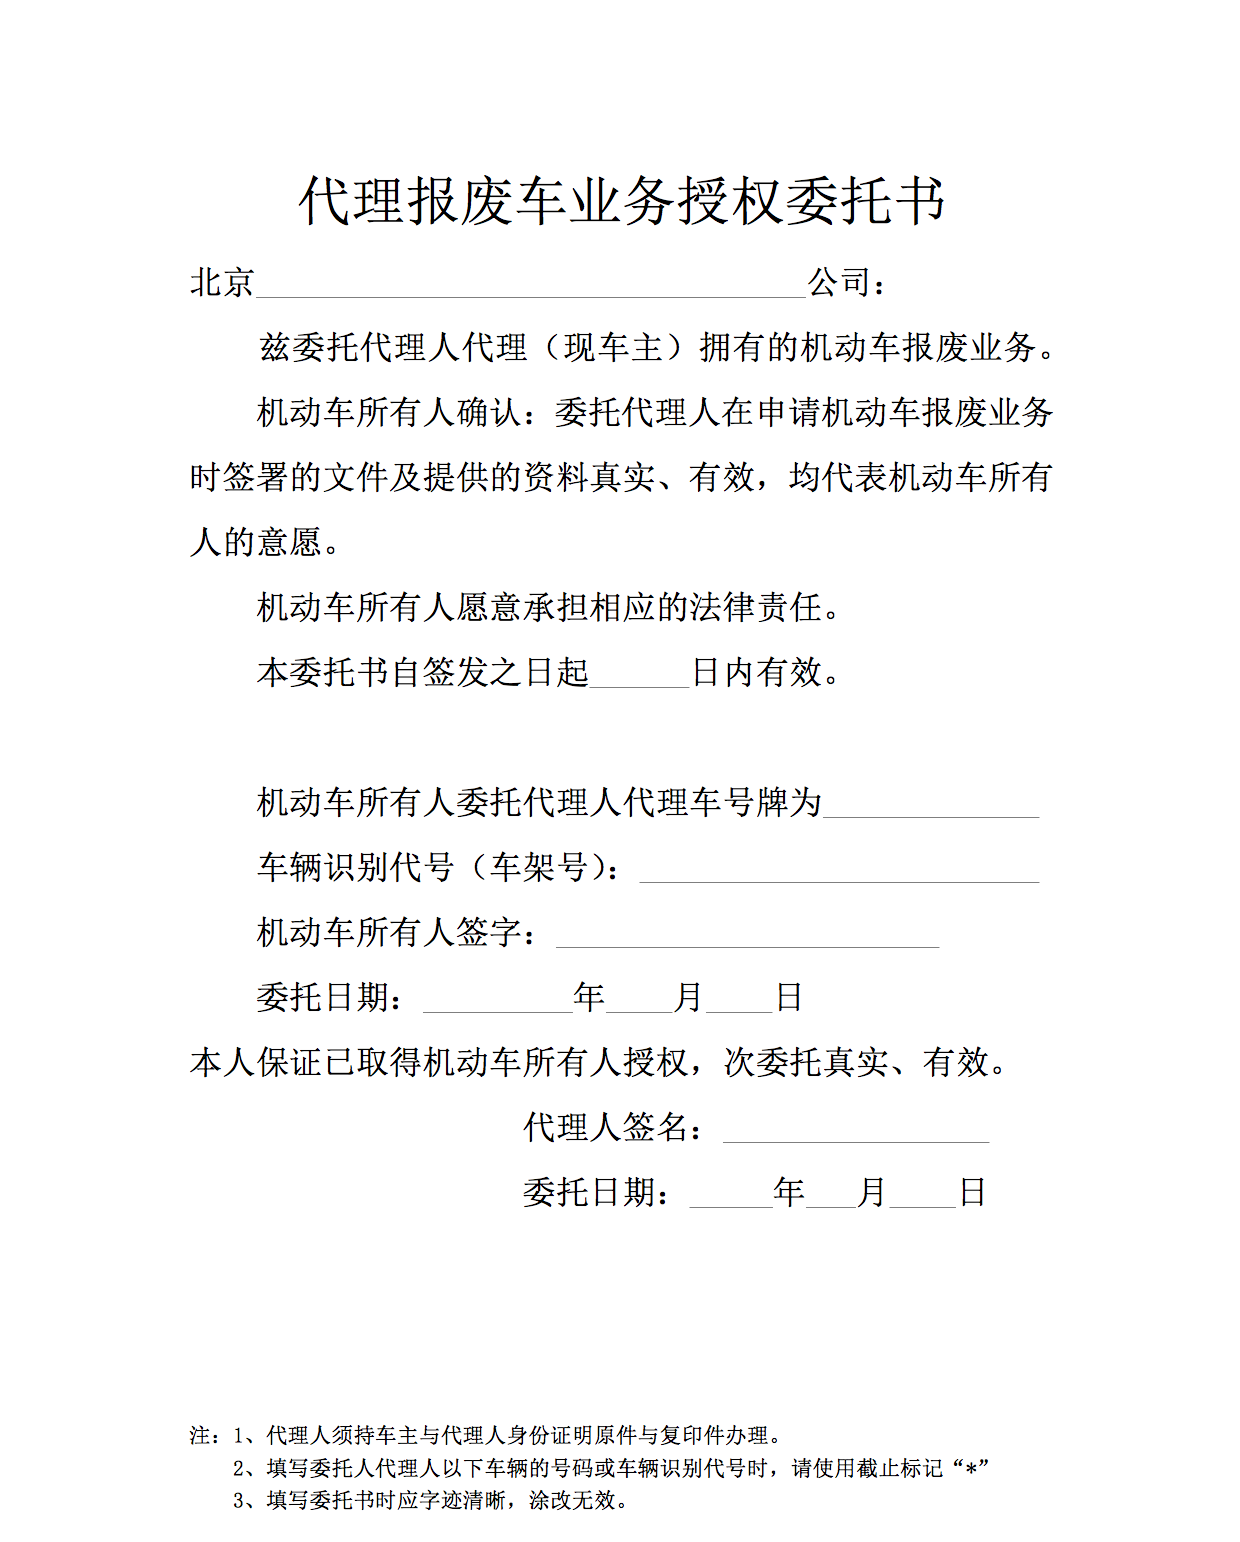 代理报废车业务授权委托书
北京_________________________________公司：
兹委托代理人代理（现车主）拥有的机动车报废业务。
机动车所有人确认：委托代理人在申请机动车报废业务
时签署的文件及提供的资料真实、有效，均代表机动车所有
人的意愿。
机动车所有人愿意承担相应的法律责任。
本委托书自签发之日起______日内有效。
机动车所有人委托代理人代理车号牌为_____________
车辆识别代号（车架号）：________________________
机动车所有人签字：_______________________
委托日期：_________年____月____日
本人保证已取得机动车所有人授权，次委托真实、有效。
代理人签名：________________
委托日期：_____年___月____日
注：1、代理人须持车主与代理人身份证明原件与复印件办理。
2、填写委托人代理人以下车辆的号码或车辆识别代号时，请使用截止标记“*”
3、填写委托书时应字迹清晰，涂改无效。